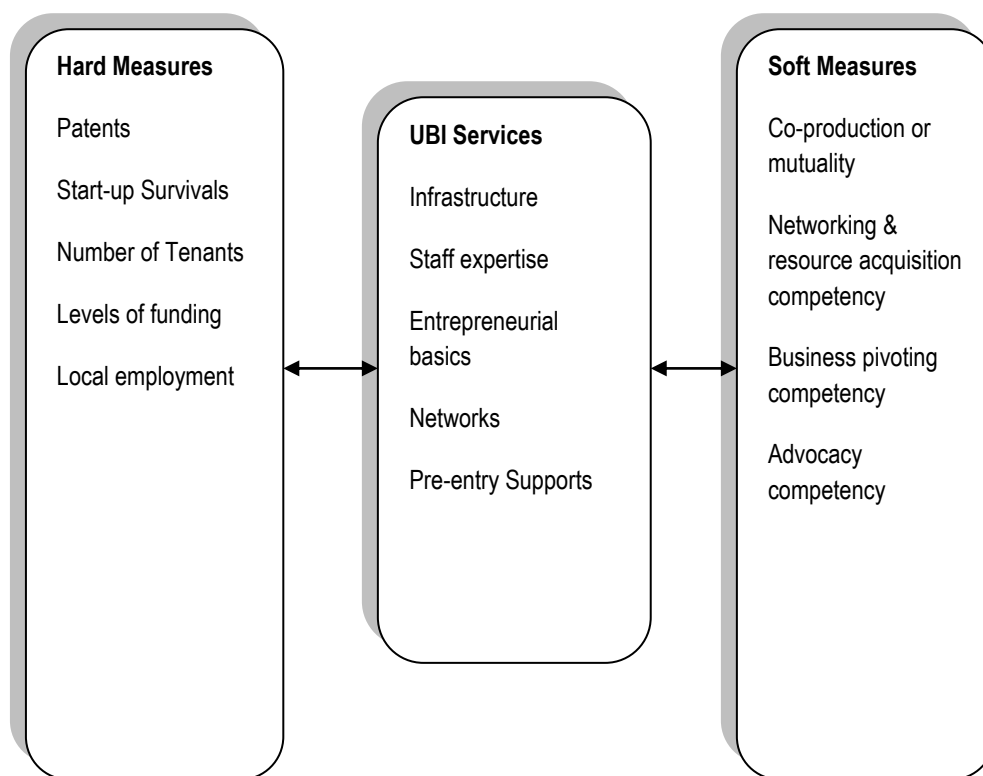 Hard Measures
Patents
Start-up Survivals
Number of Tenants
Levels of funding
Local employment
UBI Services
Infrastructure
Staff expertise
Entrepreneurial
basics
Networks
Pre-entry Supports
Soft Measures
Co-production or
mutuality
Networking &
resource acquisition
competency
Business pivoting
competency
Advocacy
competency